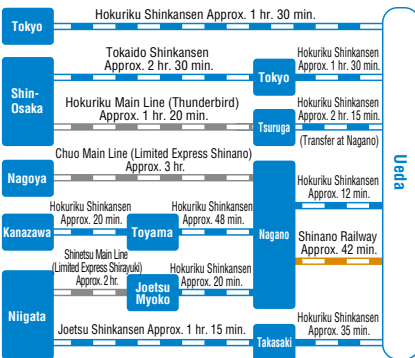 Hokuriku Shinkansen Approx. 1 hr. 30 min.
Tokyo
Tokaido Shinkansen
Approx. 2 hr. 30 min.
Hokuriku Shinkansen
Approx. 1 hr. 30 min.
Tokyo
Shin-
Osaka
Hokuriku Main Line (Thunderbird)
Approx. 1 hr. 20 min.
Hokuriku Shinkansen
Approx. 2 hr. 15 min.
Tsuruga
(Transfer at Nagano)
Chuo Main Line (Limited Express Shinano)
Approx. 3 hr.
Nagoya
Hokuriku Shinkansen
Approx. 12 min.
Hokuriku Shinkansen
Approx. 20 min.
Hokuriku Shinkansen
Approx. 48 min.
Kanazawa
Toyama
Nagano
Shinano Railway
Approx. 42 min.
Shinetsu Main Line
(Limited Express Shirayuki)
Approx. 2 hr.
Hokuriku Shinkansen
Approx. 20 min.
Joetsu
Myoko
Niigata
Joetsu Shinkansen Approx. 1 hr. 15 min.
Hokuriku Shinkansen
Approx. 35 min.
Takasaki
Ueda